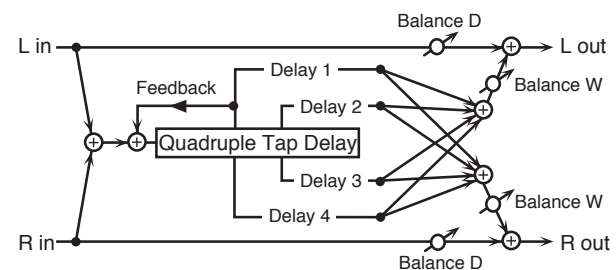 Balance D
L in
L out
Delay 1
Feedback
Balance W
Delay 2
Quadruple Tap Delay
Delay 3
Balance W
Delay 4
R in
R out
Balance D